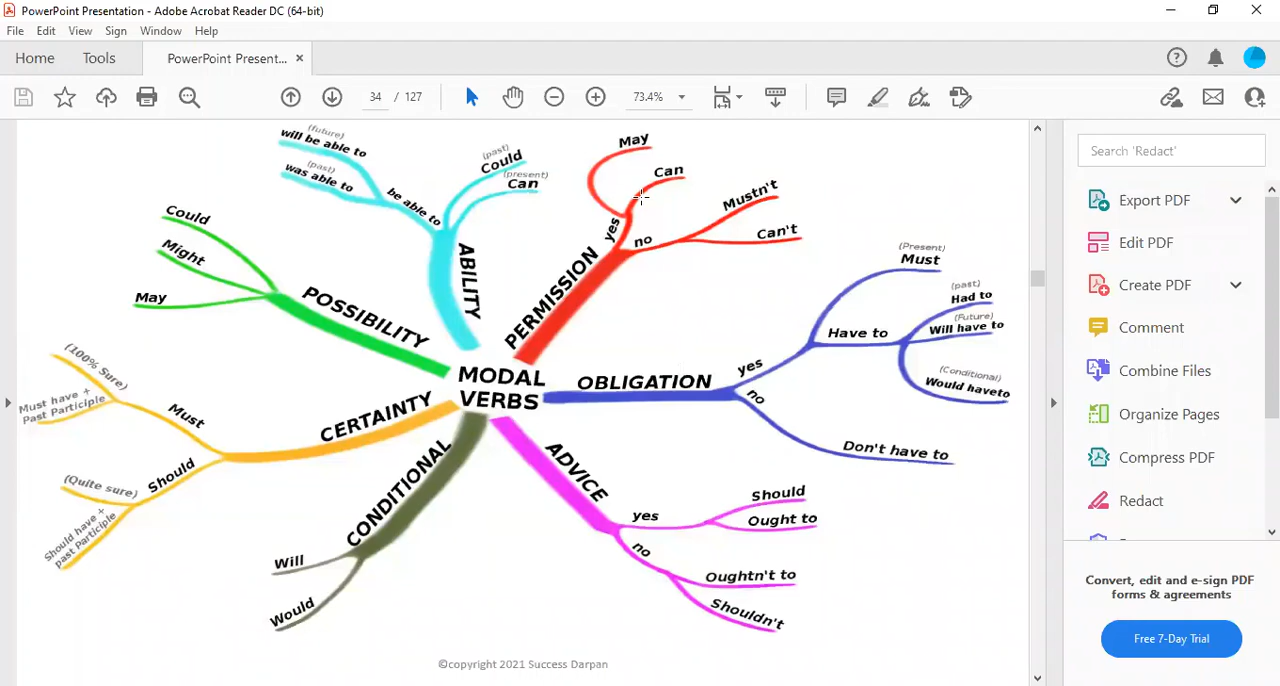 PowerPoint Presentation - Adobe Acrobat Reader DC (64-bit)
File Edit View Sign Window Help
Home Tools PowerPoint Present... ×
34 / 127 73.4%
(future)
will be able to
(past)
was able to
be able to
(past)
Could
(present)
Can
ABILITY
May
Can
yes
Mustn't
no
Can't
PERMISSION
Could
Might
May
POSSIBILITY
(Present)
Must
(past)
Had to
(Future)
Will have to
Have to
(Conditional)
Would haveto
yes
OBLIGATION
no
Don't have to
MODAL
VERBS
(100% Sure)
Must have +
Past Participle
Must
CERTAINTY
Should
(Quite sure)
Should have +
past Participle
CONDITIONAL
Will
Would
ADVICE
yes
Should
Ought to
no
Oughtn't to
Shouldn't
©copyright 2021 Success Darpan
Search 'Redact'
Export PDF
Edit PDF
Create PDF
Comment
Combine Files
Organize Pages
Compress PDF
Redact
Convert, edit and e-sign PDF
forms & agreements
Free 7-Day Trial